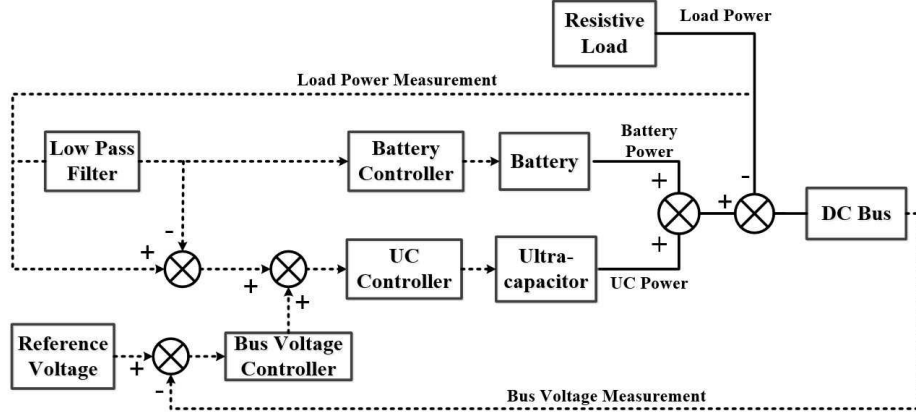 Resistive
Load
Load Power
Load Power Measurement
Low Pass
Filter
Battery
Controller
Battery
Battery
Power
DC Bus
UC
Controller
Ultra-
capacitor
UC Power
Reference
Voltage
Bus Voltage
Controller
Bus Voltage Measurement
+
+
+
-
-
+
+
+
+
-